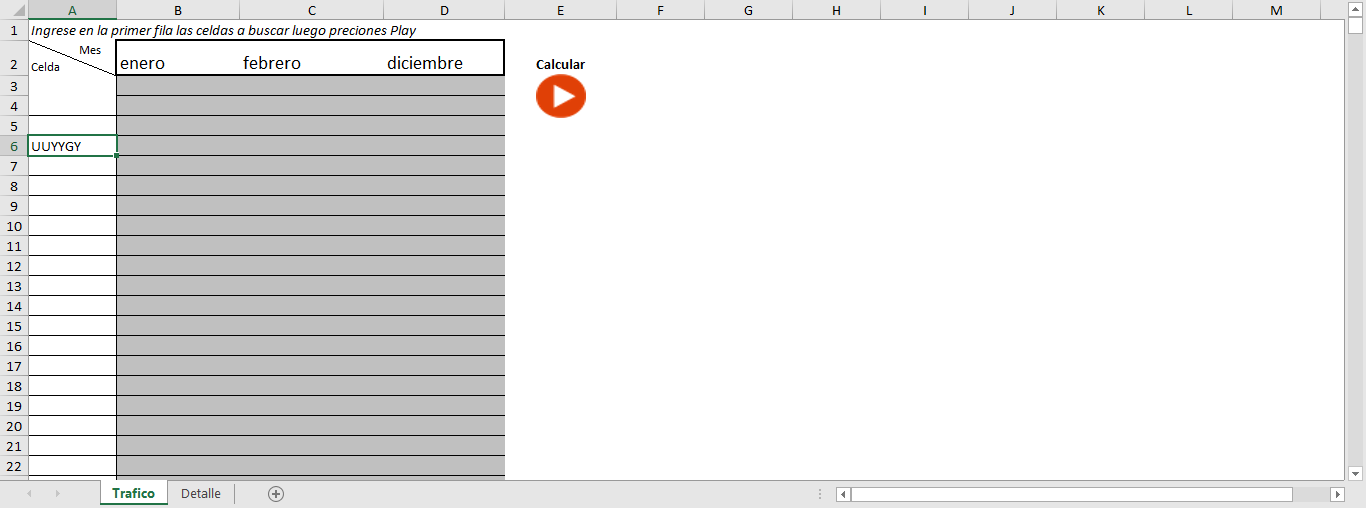 A B C D E F G H I J K L M
1 Ingrese en la primer fila las celdas a buscar luego preciones Play
Mes
Celda
2 enero febrero diciembre Calcular
3
4
5
6 UUYYGY
7
8
9
10
11
12
13
14
15
16
17
18
19
20
21
22
Trafico Detalle